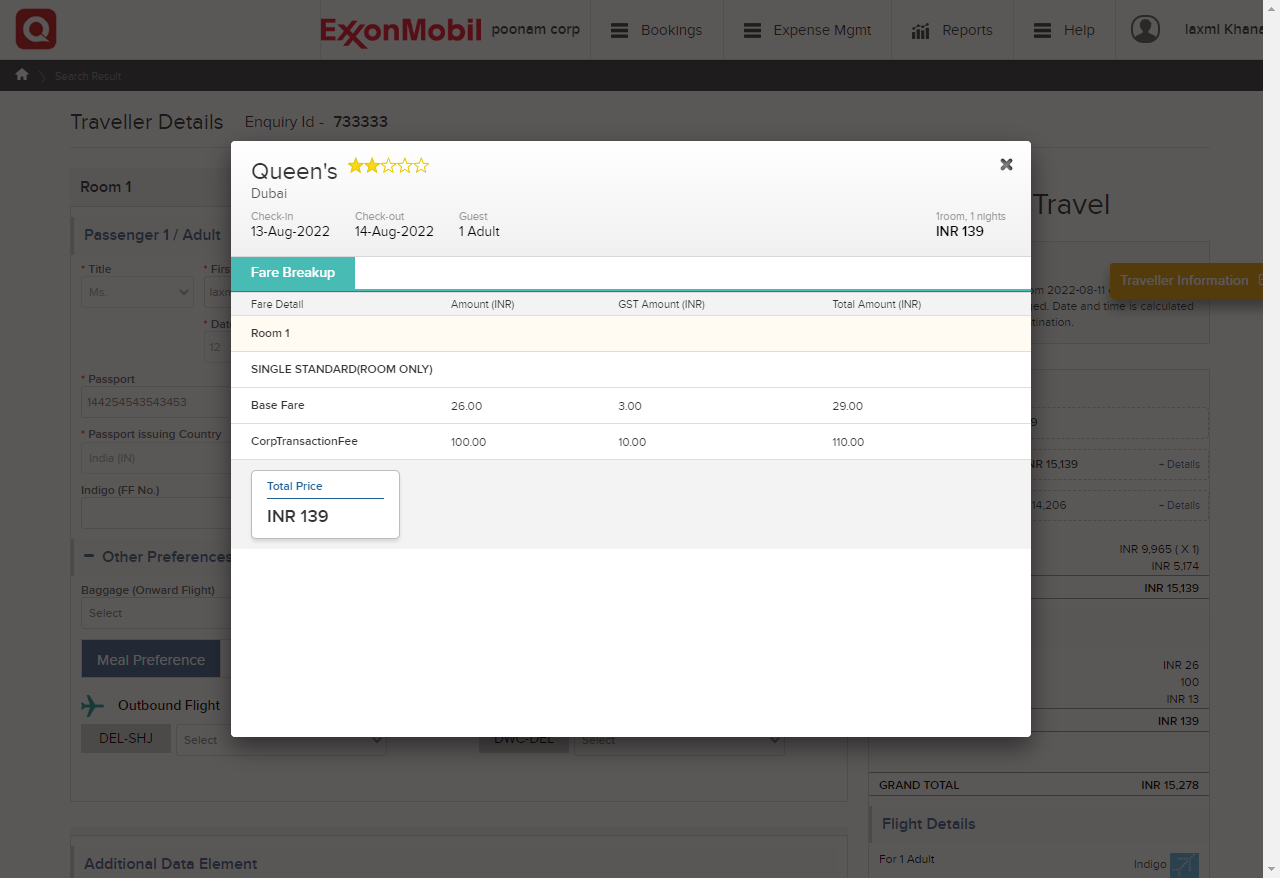 Q
ExxonMobil poonam corp Bookings Expense Mgmt Reports Help laxml Khana
Search Result
Traveller Details Enquiry Id - 733333
Room 1
Travel
Passenger 1 / Adult
* Title * Firs
Ms. laxm
* Date
12
* Passport
144254543543453
* Passport issuing Country
India (IN)
Indigo (FF No.)
Other Preferences
Baggage (Onward Flight)
Select
Meal Preference
Outbound Flight
DEL-SHJ Select DWC-DEL Select
Additional Data Element
Queen's
Dubai
Check-in Check-out Guest 1room, 1 nights
13-Aug-2022 14-Aug-2022 1 Adult INR 139
Fare Breakup
Fare Detail Amount (INR) GST Amount (INR) Total Amount (INR)
Room 1
SINGLE STANDARD(ROOM ONLY)
Base Fare 26.00 3.00 29.00
CorpTransactionFee 100.00 10.00 110.00
Total Price
INR 139
Traveller Information
om 2022-08-11
ed. Date and time is calculated
tination.
9
NR 15,139 - Details
14,206 - Details
INR 9,965 ( X 1)
INR 5,174
INR 15,139
INR 26
100
INR 13
INR 139
GRAND TOTAL INR 15,278
Flight Details
For 1 Adult Indigo